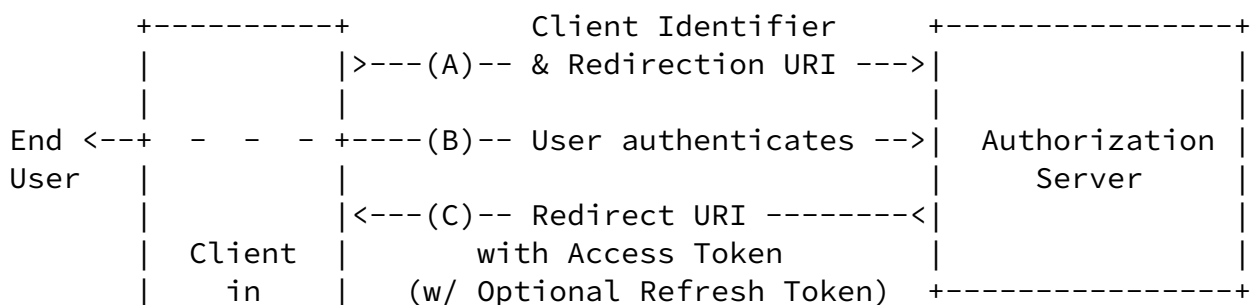 +----------+          Client Identifier     +----------------+
|          |>---(A)-- & Redirection URI --->|                |
|          |                                |                |
End <--+  -   -   - +----(B)-- User authenticates -->| Authorization  |
User   |          |                                |     Server     |
|          |<---(C)-- Redirect URI --------<|                |
|  Client  |       with Access Token        |                |
|    in    |   (w/ Optional Refresh Token)  +----------------+